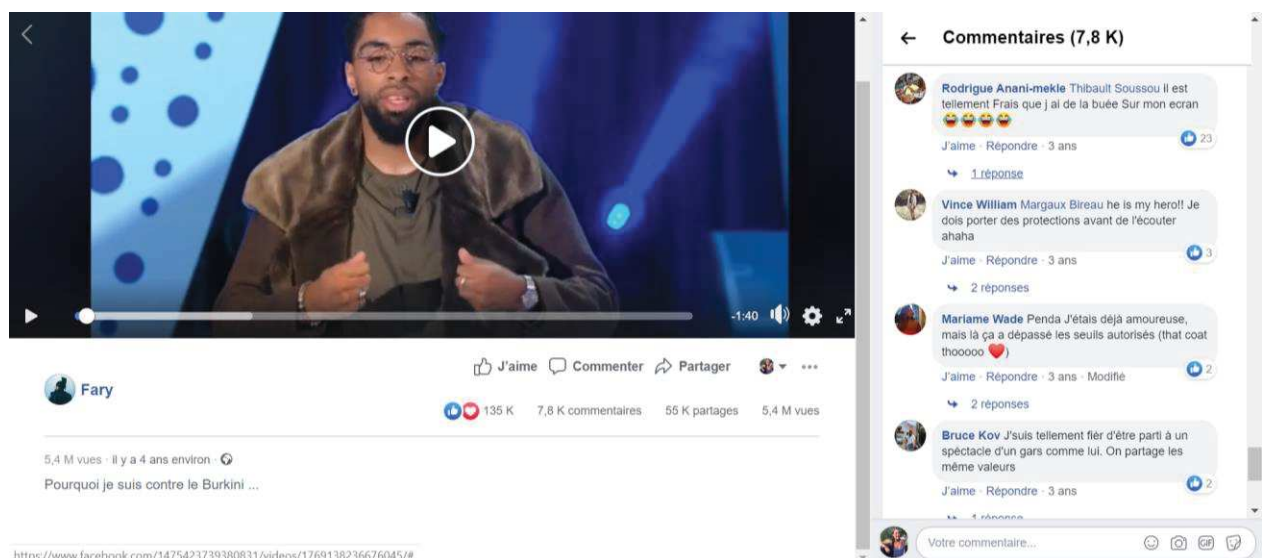 -1:40
J'aime Commenter Partager
Fary
135 K 7,8 K commentaires 55 K partages 5,4 M vues
5,4 M vues · il y a 4 ans environ ·
Pourquoi je suis contre le Burkini ...
https://www.facebook.com/1475423739380831/videos/1769138236676045/#
Commentaires (7,8 K)
Rodrigue Anani-mekle Thibault Soussou il est
tellement Frais que j ai de la buée Sur mon ecran
23
J'aime · Répondre · 3 ans
1 réponse
Vince William Margaux Bireau he is my hero!! Je
dois porter des protections avant de l'écouter
ahaha
3
J'aime · Répondre · 3 ans
2 réponses
Mariame Wade Penda J'étais déjà amoureuse,
mais là ça a dépassé les seuils autorisés (that coat
thooooo ❤️)
2
J'aime · Répondre · 3 ans · Modifié
2 réponses
Bruce Kov J'suis tellement fièr d'être parti à un
spéctacle d'un gars comme lui. On partage les
même valeurs
2
J'aime · Répondre · 3 ans
1 réponse
Votre commentaire...
GIF